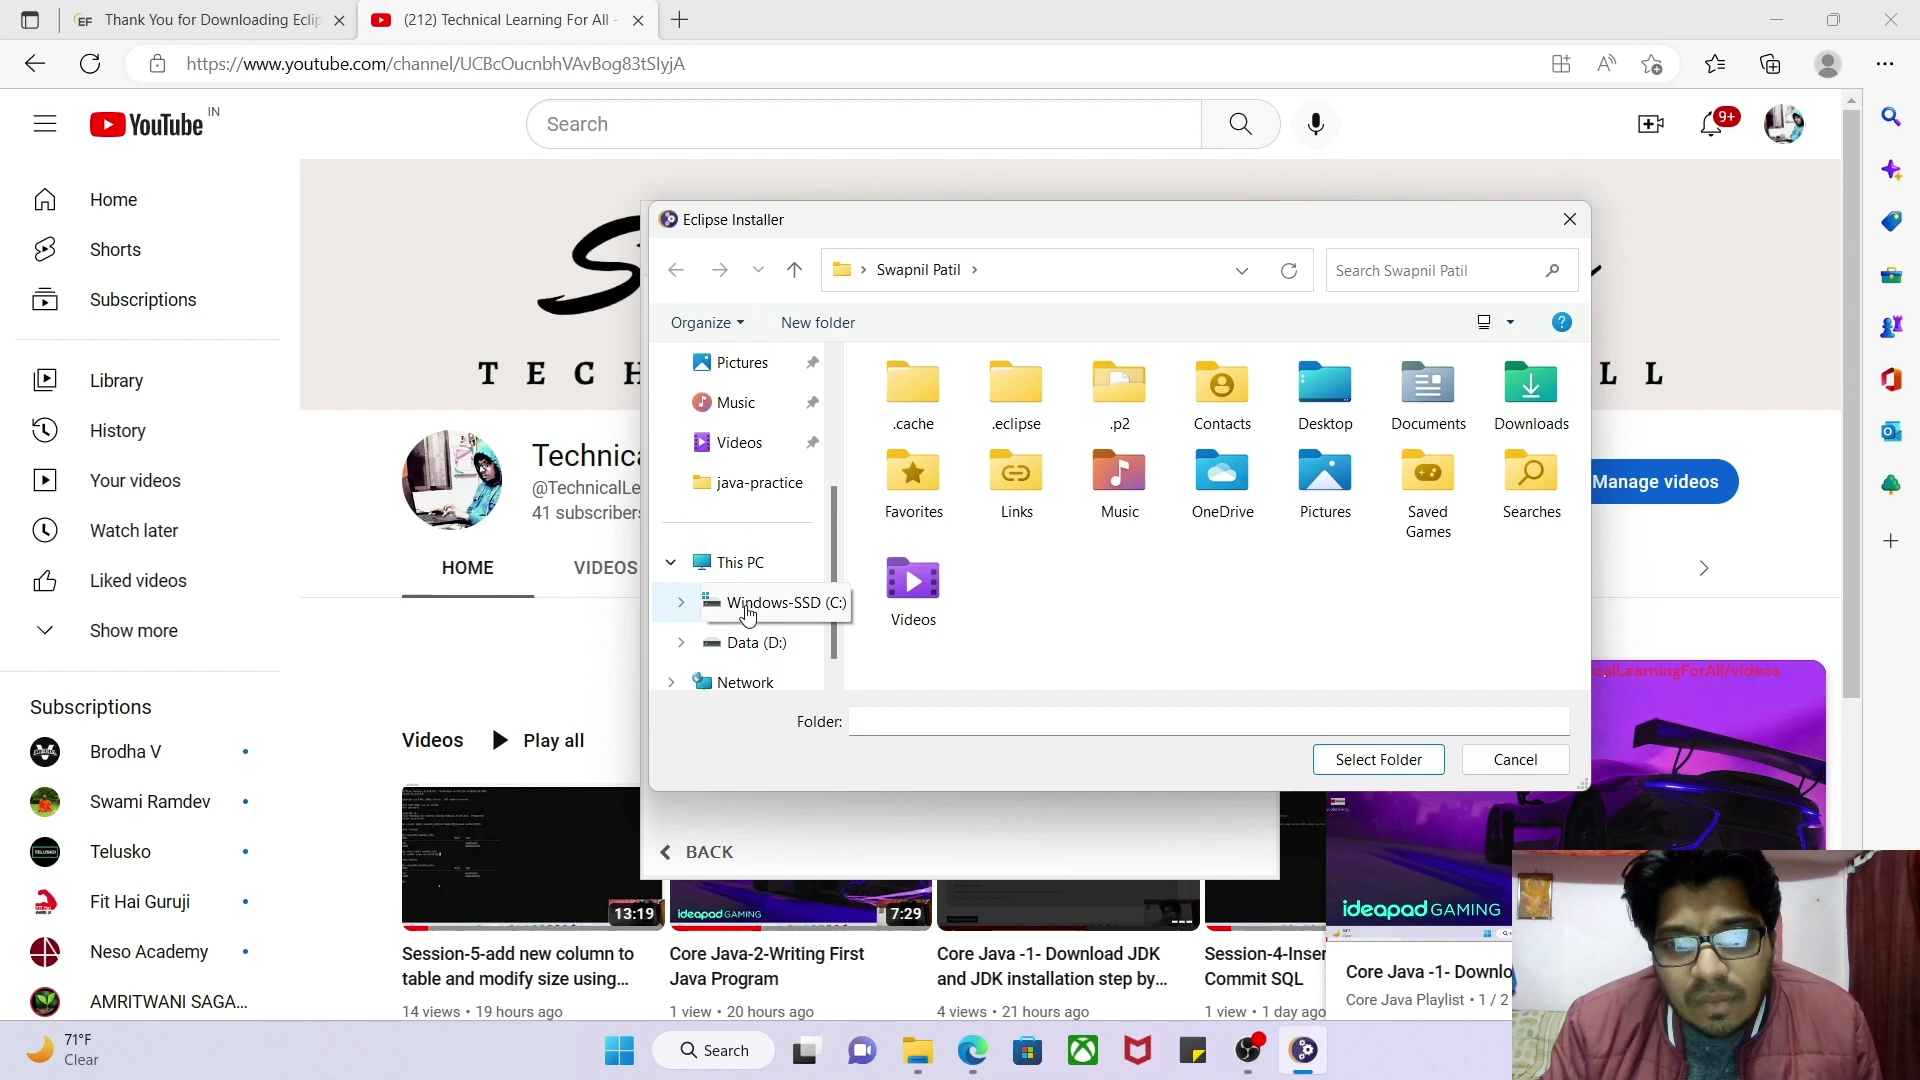 Thank You for Downloading Eclip
(212) Technical Learning For All -
https://www.youtube.com/channel/UCBcOucnbhVAvBog83tSlyjA
YouTube IN
Search
9+
Home
Shorts
Subscriptions
Library
History
Your videos
Watch later
Liked videos
Show more
Subscriptions
Brodha V
Swami Ramdev
Telusko
TELUSKO
Fit Hai Guruji
Neso Academy
AMRITWANI SAGA...
S
TECH
LL
Technica
@TechnicalLe
41 subscribers
Manage videos
HOME
VIDEOS
Videos
Play all
Eclipse Installer
Swapnil Patil
Search Swapnil Patil
Organize
New folder
Pictures
Music
Videos
java-practice
This PC
Windows-SSD (C:)
Data (D:)
Network
.cache
.eclipse
.p2
Contacts
Desktop
Documents
Downloads
Favorites
Links
Music
OneDrive
Pictures
Saved
Games
Searches
Videos
Folder:
Select Folder
Cancel
BACK
calLearningForAll/videos
13:19
ideapad GAMING
7:29
ideapad GAMING
Session-5-add new column to
table and modify size using...
14 views • 19 hours ago
Core Java-2-Writing First
Java Program
1 view • 20 hours ago
Core Java -1- Download JDK
and JDK installation step by...
4 views • 21 hours ago
Session-4-Inser
Commit SQL
1 view • 1 day ago
Core Java -1- Downlo
Core Java Playlist • 1 / 2
71°F
Clear
Search